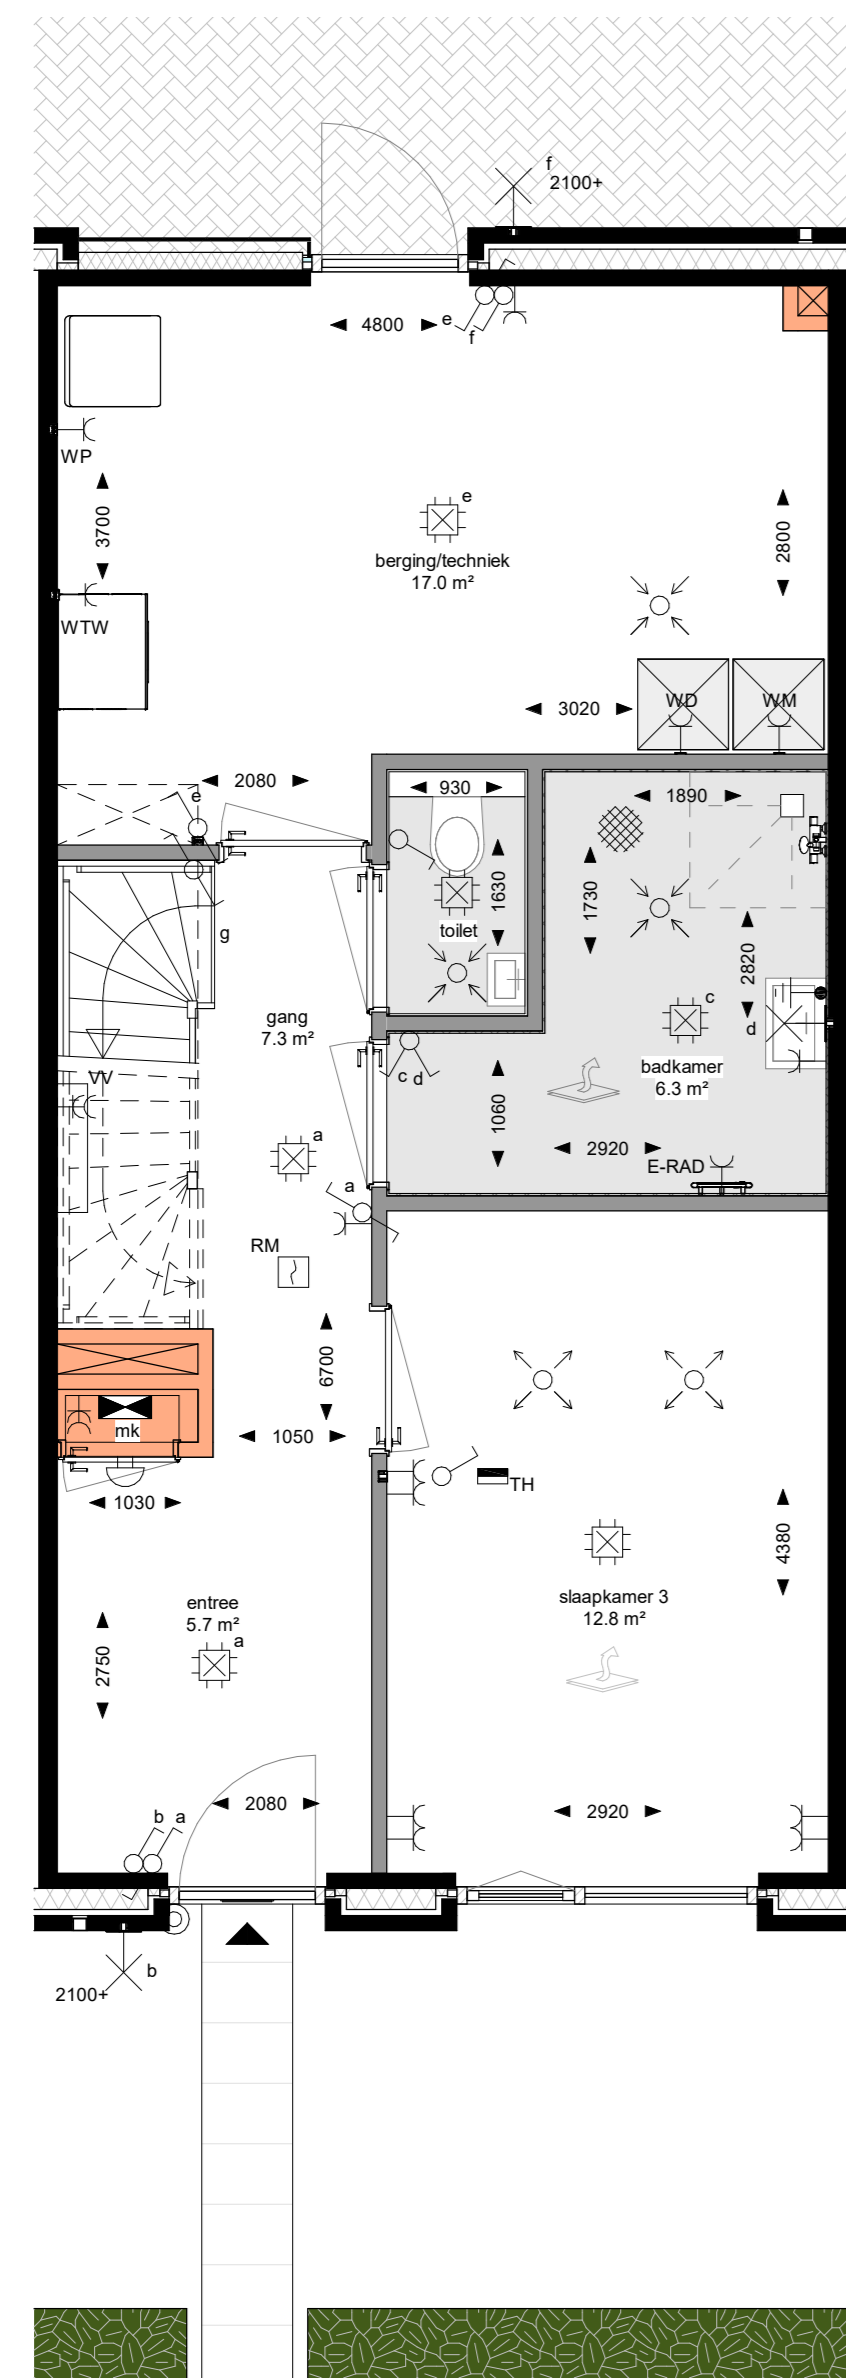 f
2100+
4800
e
f
WP
3700
e
berging/techniek
17.0 m²
2800
WTW
WD
WM
3020
2080
930
1890
e
1630
1730
toilet
g
2820
gang
7.3 m²
c
d
badkamer
6.3 m²
c d
VV
1060
2920
a
E-RAD
a
RM
6700
mk
1050
1030
TH
4380
entree
5.7 m²
slaapkamer 3
12.8 m²
a
2750
2080
2920
b a
b
2100+